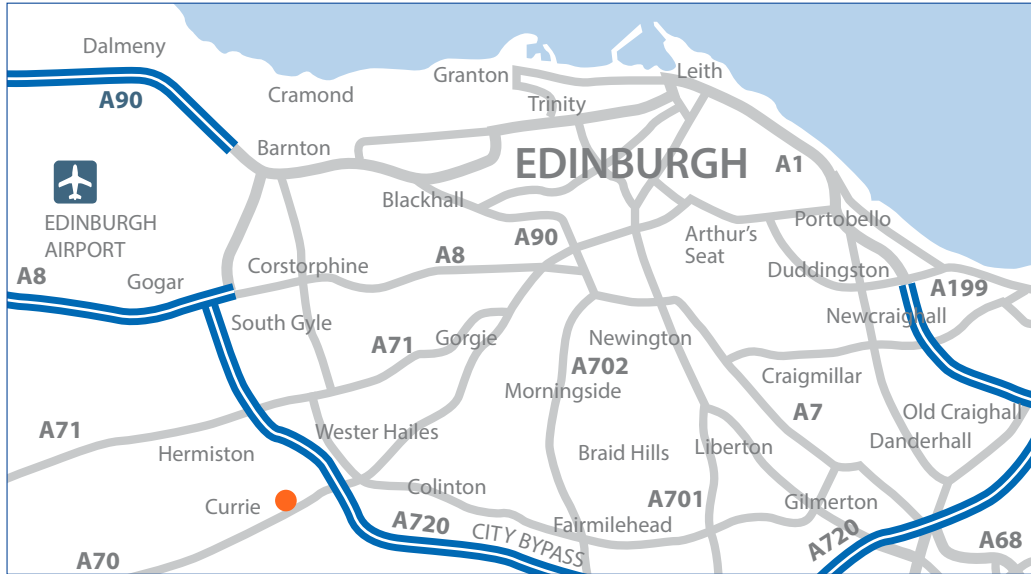 Dalmeny
A90
Cramond
Granton
Leith
Trinity
Barnton
EDINBURGH
A1
Blackhall
EDINBURGH
AIRPORT
A90
Arthur's
Seat
Portobello
A8
Gogar
Corstorphine
A8
Duddingston
A199
South Gyle
Newcraighall
A71
Gorgie
Newington
A702
Morningside
Craigmillar
A7
Old Craighall
A71
Wester Hailes
Hermiston
Braid Hills
Liberton
Danderhall
Currie
Colinton
A701
Gilmerton
A720
CITY BYPASS
Fairmilehead
A720
A68
A70